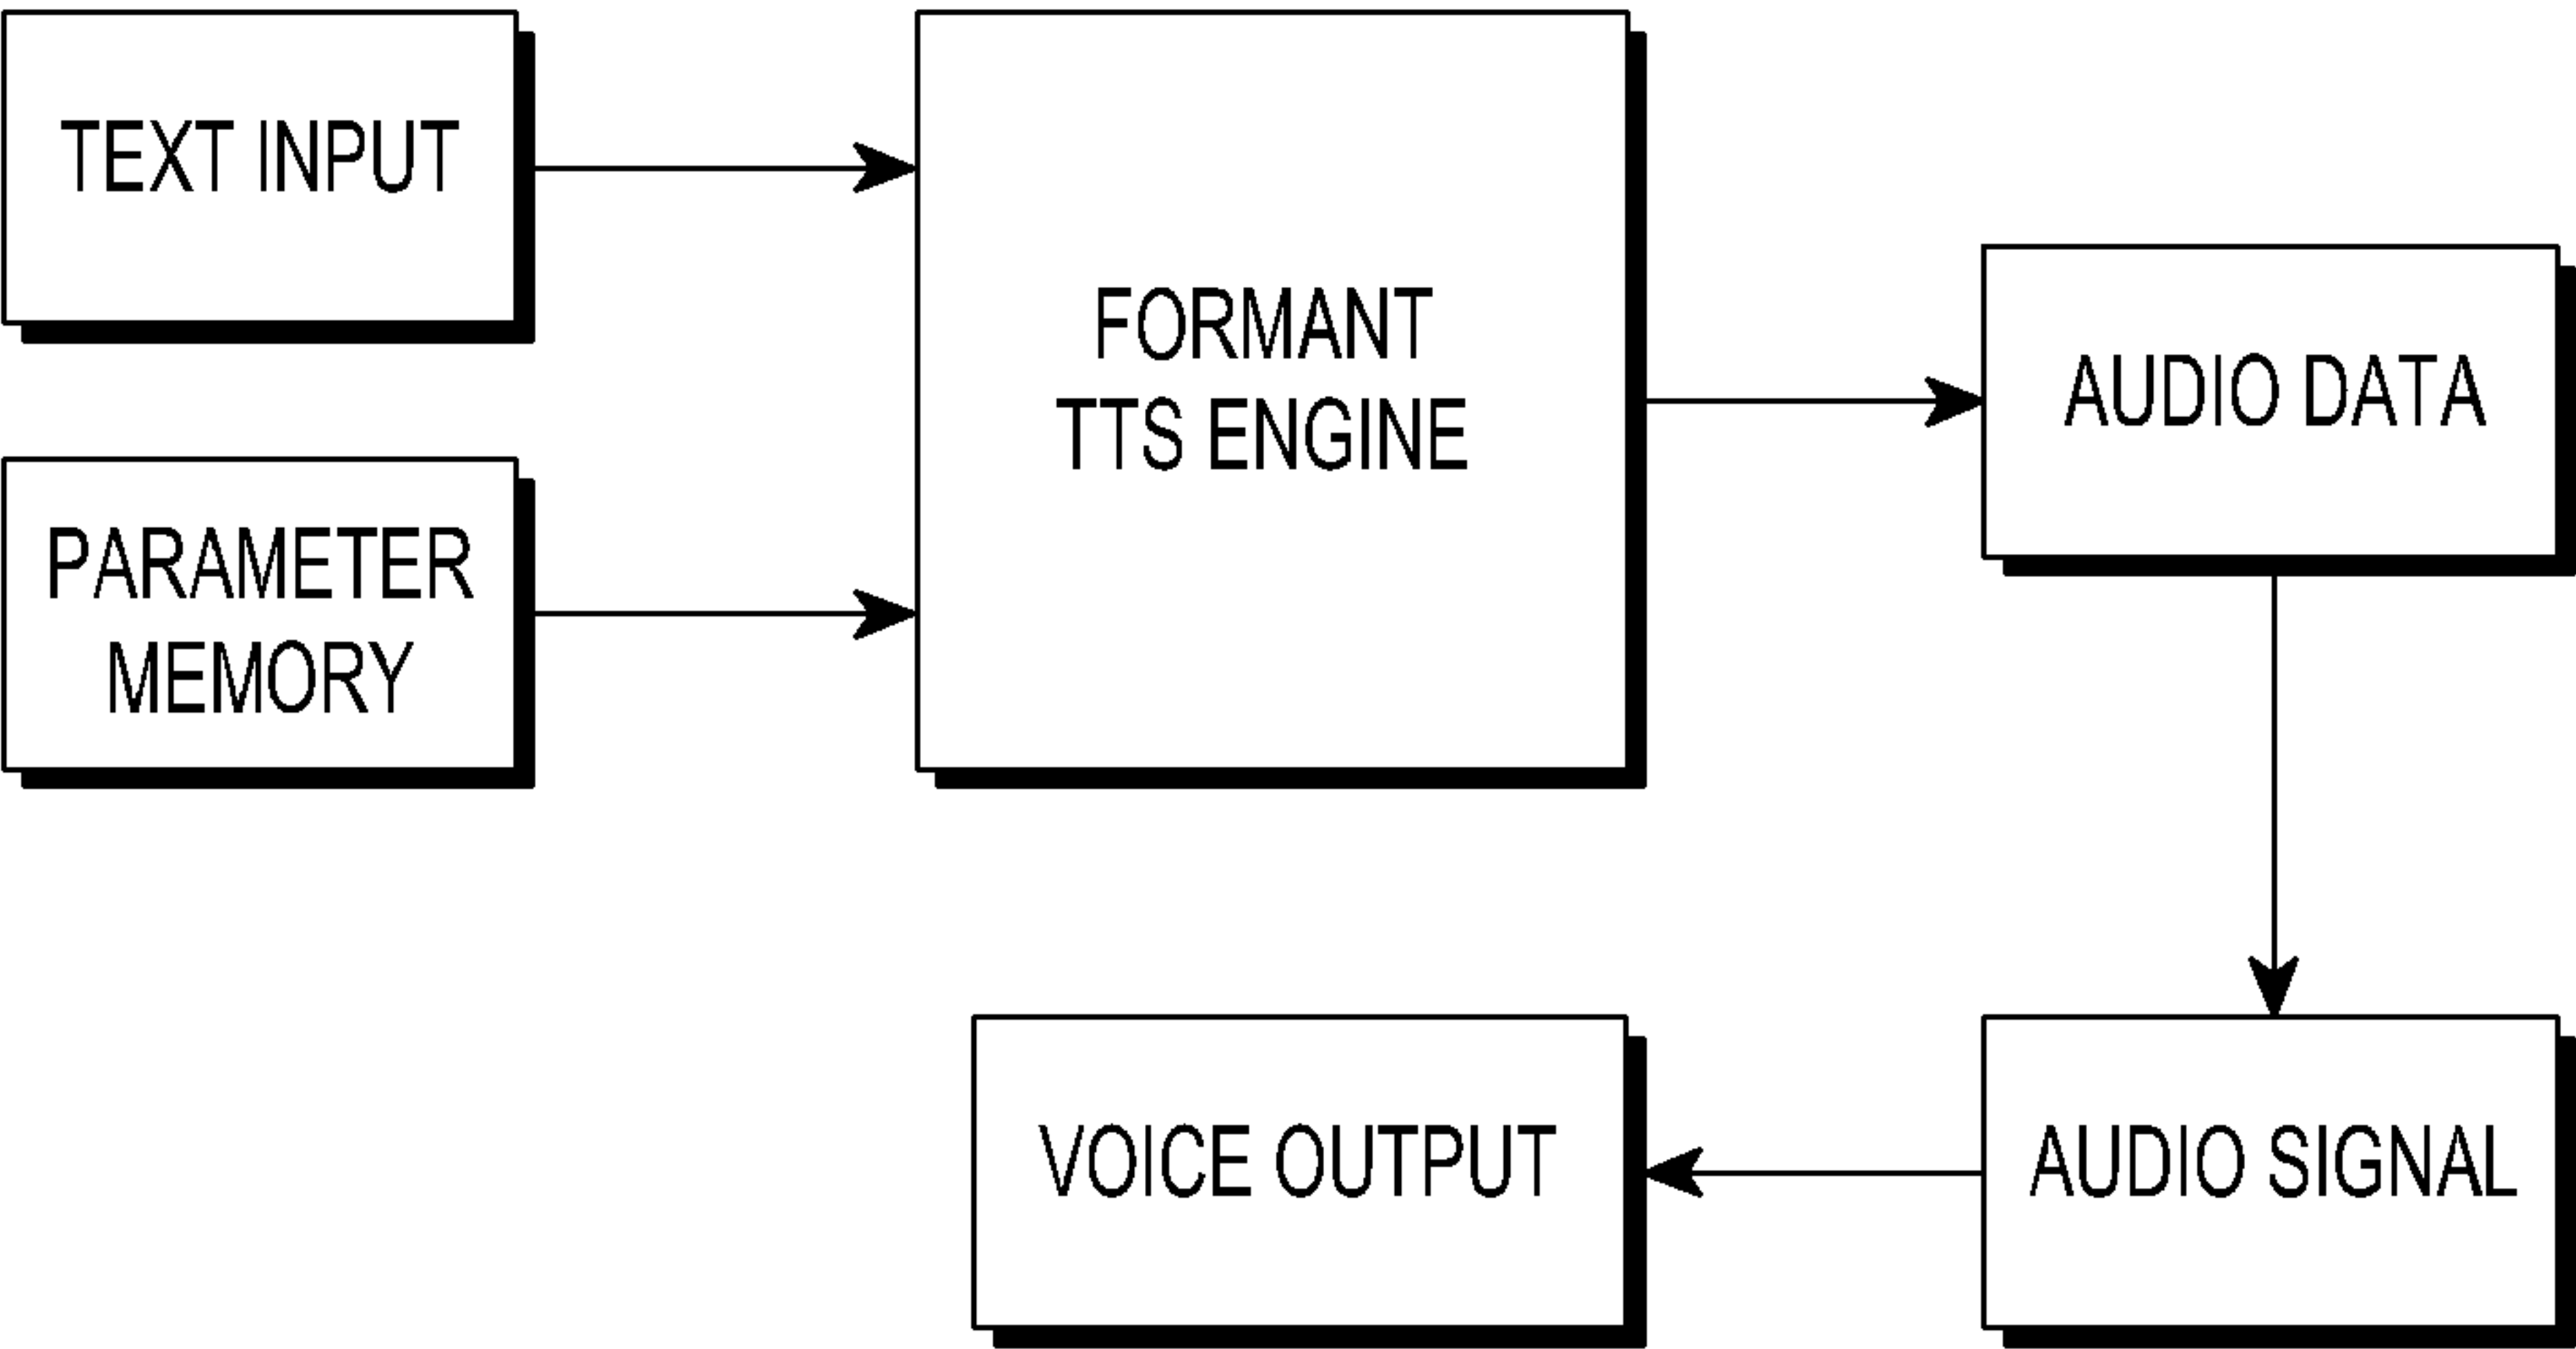 TEXT INPUT
PARAMETER
MEMORY
FORMANT
TTS ENGINE
AUDIO DATA
AUDIO SIGNAL
VOICE OUTPUT